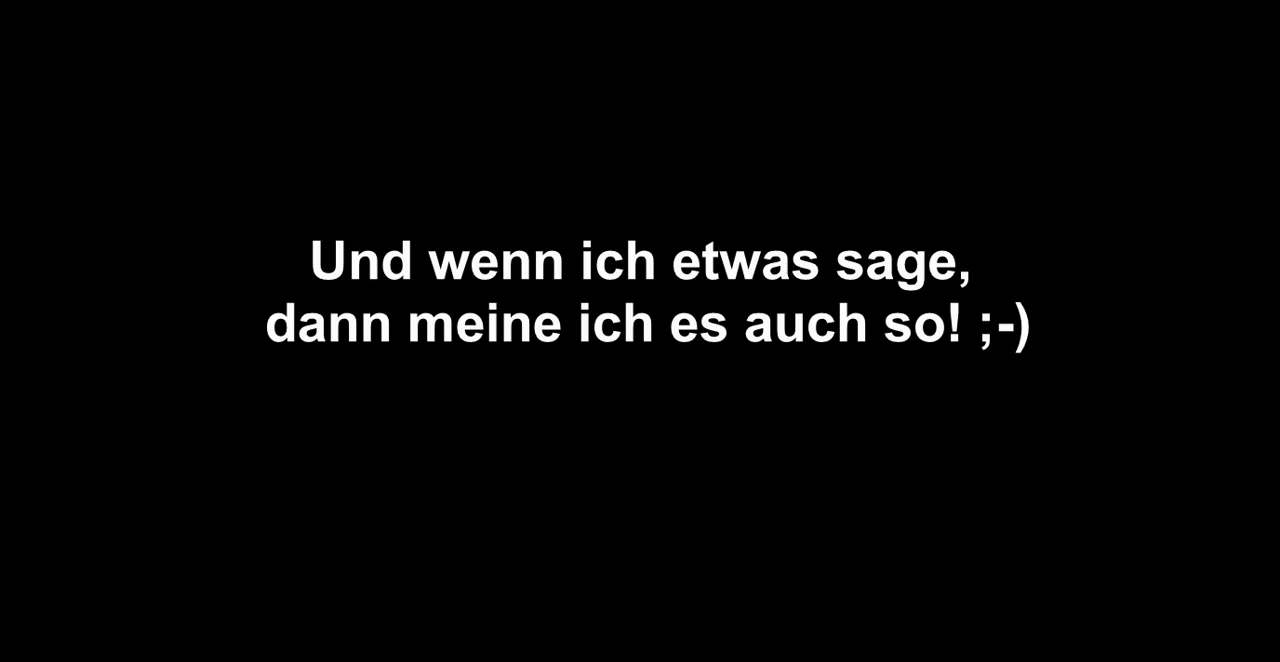 Und wenn ich etwas sage,
dann meine ich es auch so! ;-)